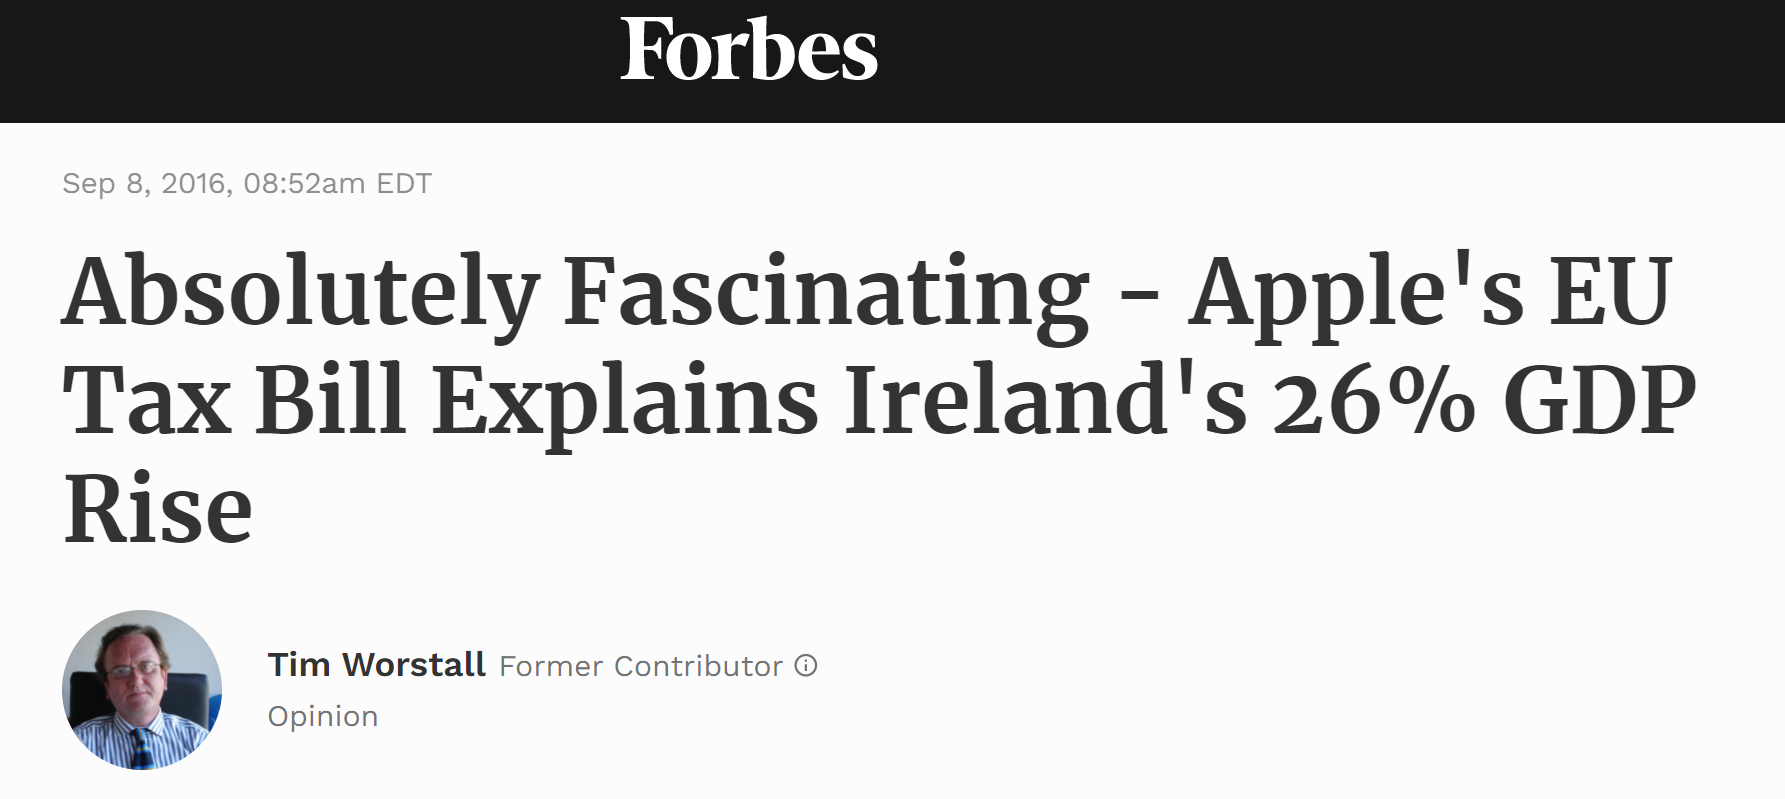 Forbes
Sep 8, 2016, 08:52am EDT
Absolutely Fascinating - Apple's EU
Tax Bill Explains Ireland's 26% GDP
Rise
Tim Worstall Former Contributor
Opinion